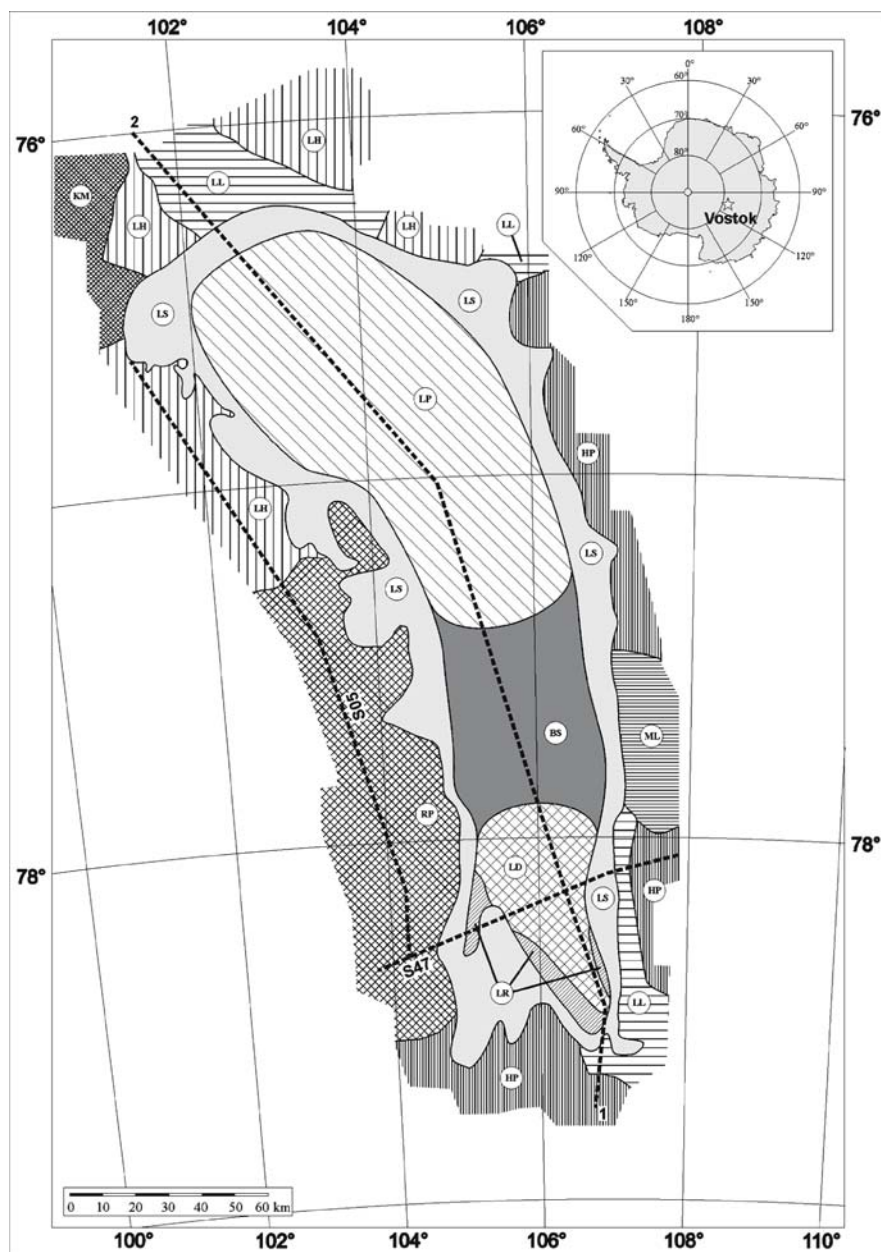 102° 104° 106° 108°
76° 76°
2
0°
30° 60° 30°
70°
60° 80° 60°
90° 90°
Vostok
120° 120°
150° 150°
180°
LH
KM
LL
LH
LH
LL
LS
LS
LP
HP
LH
LS
LS
S05
BS
ML
RP
78°
LD
78°
HP
LS
S47
LR
LL
HP
1
0 10 20 30 40 50 60 km
100° 102° 104° 106° 108° 110°